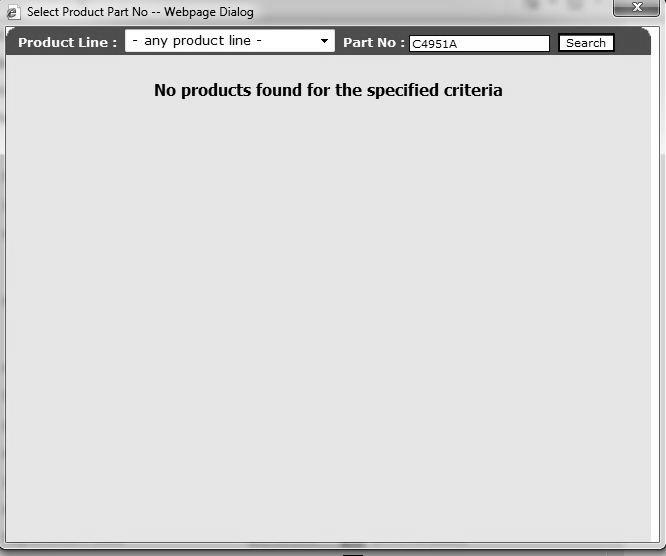 Select Product Part No -- Webpage Dialog
Product Line : - any product line - Part No : C4951A Search
No products found for the specified criteria